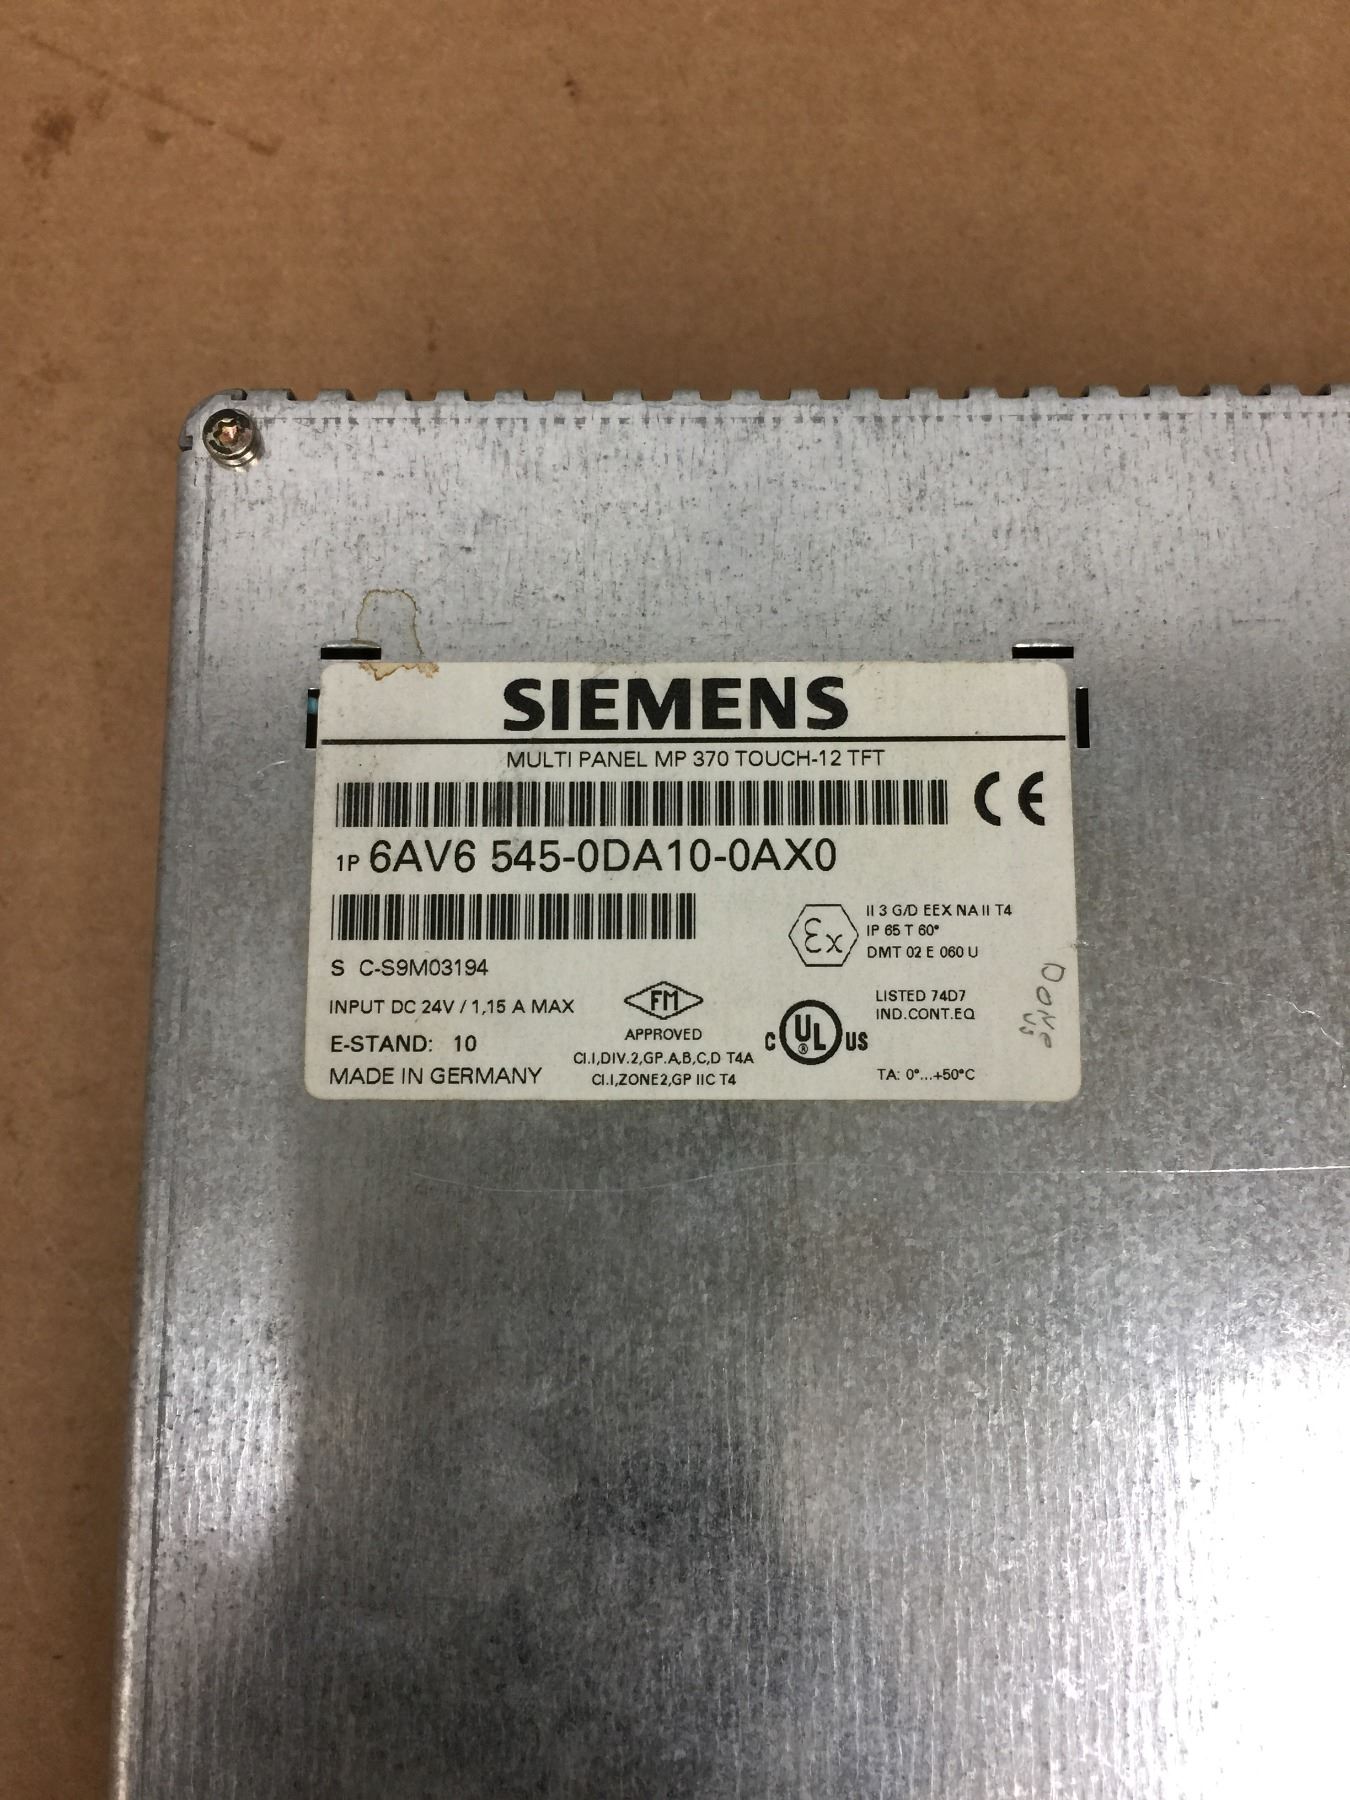 SIEMENS
MULTI PANEL MP 370 TOUCH-12 TFT
CE
1P 6AV6 545-0DA10-0AX0
Ex
II 3 G/D EEX NA II T4
IP 65 T 60°
DMT 02 E 060 U
S C-S9M03194
INPUT DC 24V / 1,15 A MAX
E-STAND: 10
MADE IN GERMANY
FM
APPROVED
CI.I,DIV.2,GP.A,B,C,D T4A
CI.I,ZONE2,GP IIC T4
C UL ® US
LISTED 74D7
IND.CONT.EQ
TA: 0°...+50°C